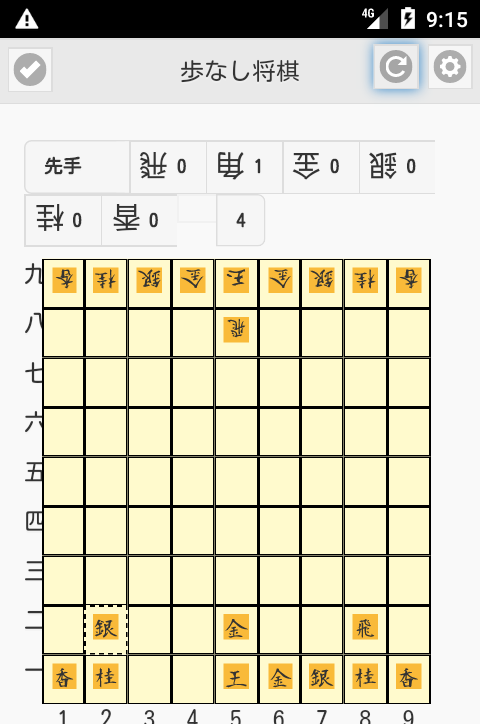 4G 9:15
歩なし将棋
先手 飛 0 角 1 金 0 銀 0
桂 0 香 0 4
九 香 桂 銀 金 王 金 銀 桂 香
八 飛
七
六
五
四
三
二 銀 金 飛
一 香 桂 王 金 銀 桂 香
1 2 3 4 5 6 7 8 9